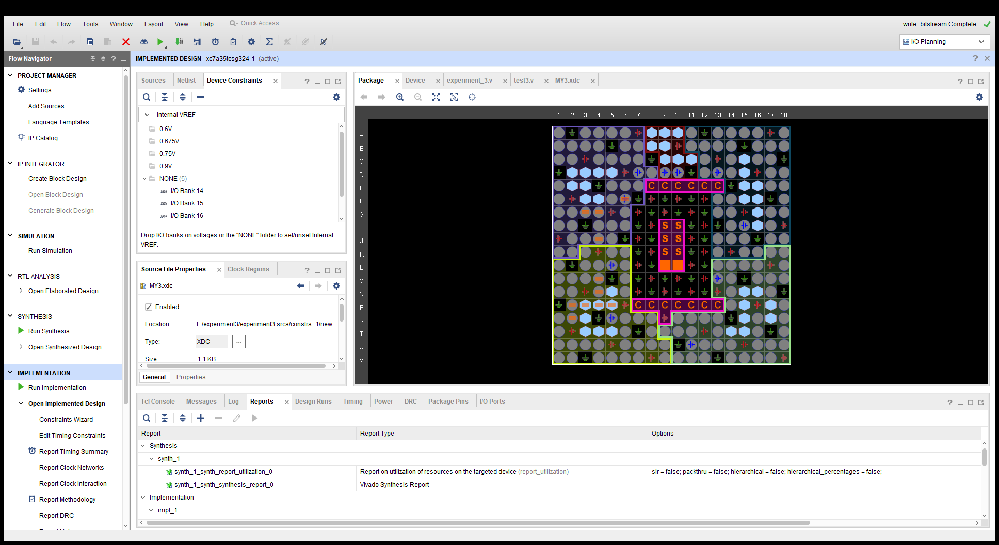 File Edit Flow Tools Window Layout View Help Quick Access
write_bitstream Complete
I/O Planning
Flow Navigator
PROJECT MANAGER
Settings
Add Sources
Language Templates
IP Catalog
IP INTEGRATOR
Create Block Design
Open Block Design
Generate Block Design
SIMULATION
Run Simulation
RTL ANALYSIS
Open Elaborated Design
SYNTHESIS
Run Synthesis
Open Synthesized Design
IMPLEMENTATION
Run Implementation
Open Implemented Design
Constraints Wizard
Edit Timing Constraints
Report Timing Summary
Report Clock Networks
Report Clock Interaction
Report Methodology
Report DRC
IMPLEMENTED DESIGN - xc7a35tcsg324-1 (active)
Sources Netlist Device Constraints
Internal VREF
0.6V
0.675V
0.75V
0.9V
NONE (5)
I/O Bank 14
I/O Bank 15
I/O Bank 16
Drop I/O banks on voltages or the "NONE" folder to set/unset Internal
VREF.
Source File Properties Clock Regions
MY3.xdc
Enabled
Location: F:/experiment3/experiment3.srcs/constrs_1/new
Type: XDC ...
Size: 1.1 KB
General Properties
Package Device experiment_3.v test3.v MY3.xdc
1 2 3 4 5 6 7 8 9 10 11 12 13 14 15 16 17 18
A
B
C
D
E C C C C C C
F
G
H S S
J S S
K S S
L
M
N
P C C C C C C C
R
T
U
V
Tcl Console Messages Log Reports Design Runs Timing Power DRC Package Pins I/O Ports
Report Report Type Options
Synthesis
synth_1
synth_1_synth_report_utilization_0 Report on utilization of resources on the targeted device (report_utilization) slr = false; packthru = false; hierarchical = false; hierarchical_percentages = false;
synth_1_synth_synthesis_report_0 Vivado Synthesis Report
Implementation
impl_1